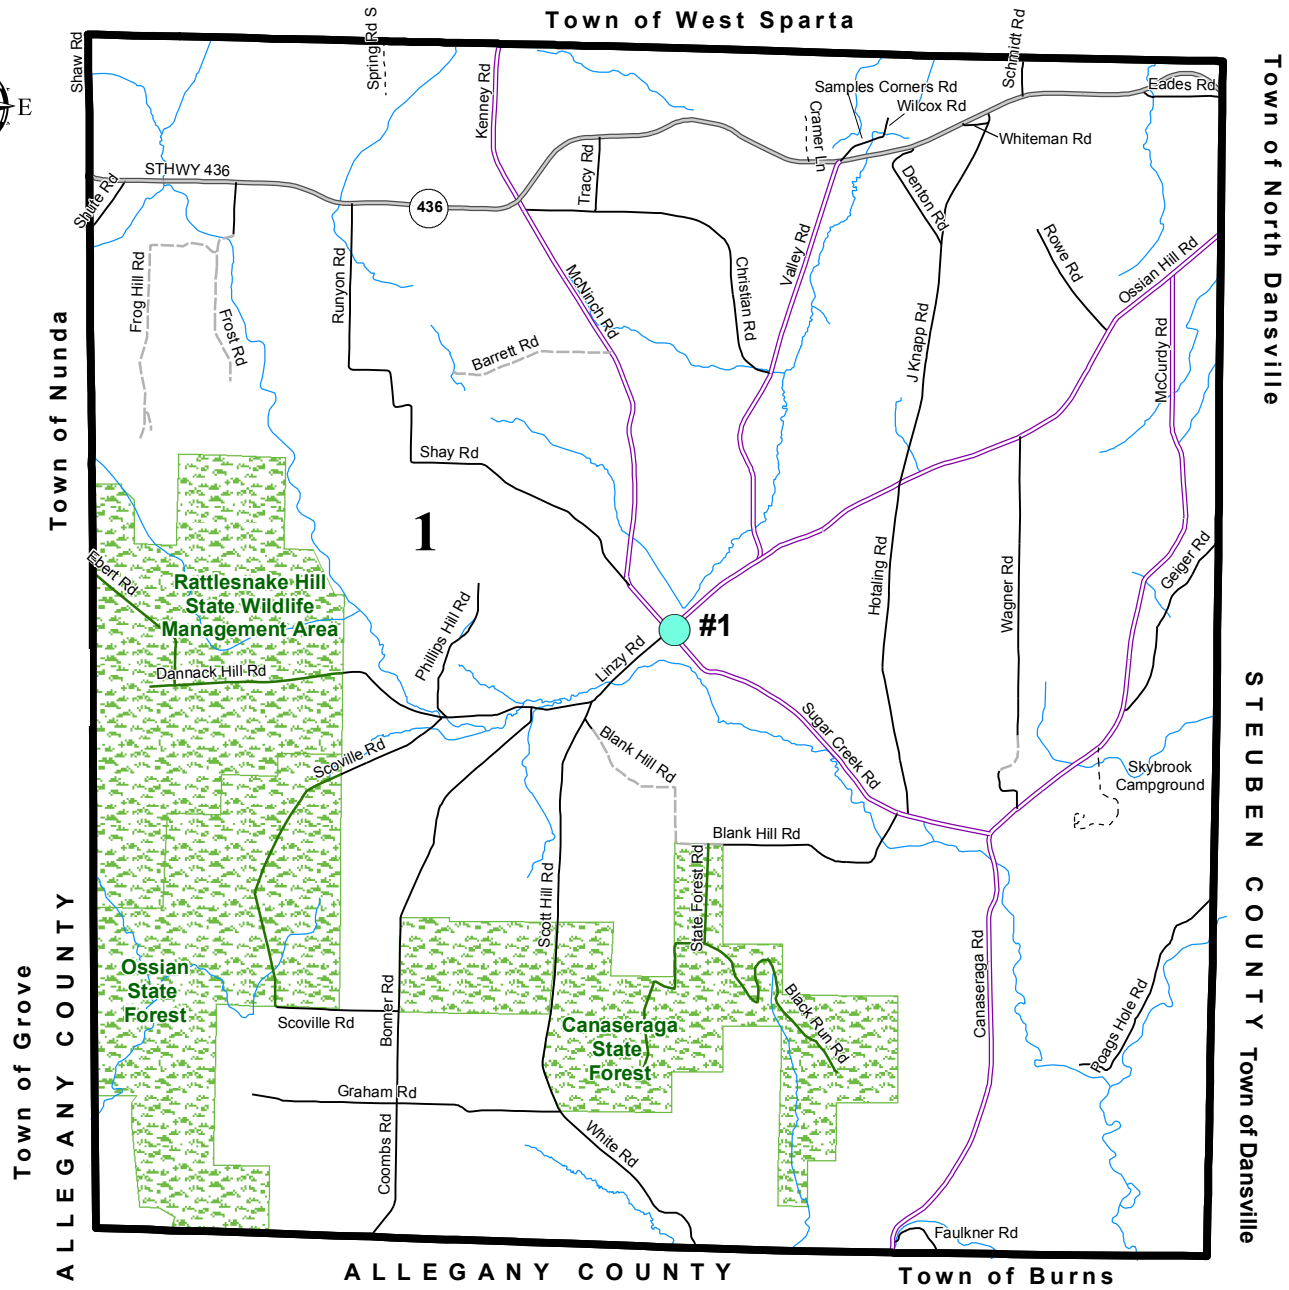 Town of West Sparta
Shaw Rd
Spring Rd S
Kenney Rd
Schmidt Rd
Eades Rd
E
Samples Corners Rd
Wilcox Rd
Cramer Ln
Whiteman Rd
Town of North Dansville
STHWY 436
Shute Rd
436
Tracy Rd
Denton Rd
Valley Rd
Rowe Rd
Ossian Hill Rd
Frog Hill Rd
Frost Rd
Runyon Rd
McNinch Rd
Christian Rd
J Knapp Rd
McCurdy Rd
Barrett Rd
Town of Nunda
Shay Rd
1
Ebert Rd
Rattlesnake Hill
State Wildlife
Management Area
Phillips Hill Rd
#1
Hotaling Rd
Wagner Rd
Geiger Rd
Linzy Rd
Dannack Hill Rd
Scoville Rd
Blank Hill Rd
Sugar Creek Rd
Skybrook
Campground
STEUBEN COUNTY
Blank Hill Rd
State Forest Rd
Scott Hill Rd
Ossian
State
Forest
Town of Grove
ALLEGANY COUNTY
Scoville Rd
Bonner Rd
Canaseraga
State
Forest
Black Run Rd
Canaseraga Rd
Poags Hole Rd
Graham Rd
Coombs Rd
White Rd
Town of Dansville
Faulkner Rd
ALLEGANY COUNTY
Town of Burns